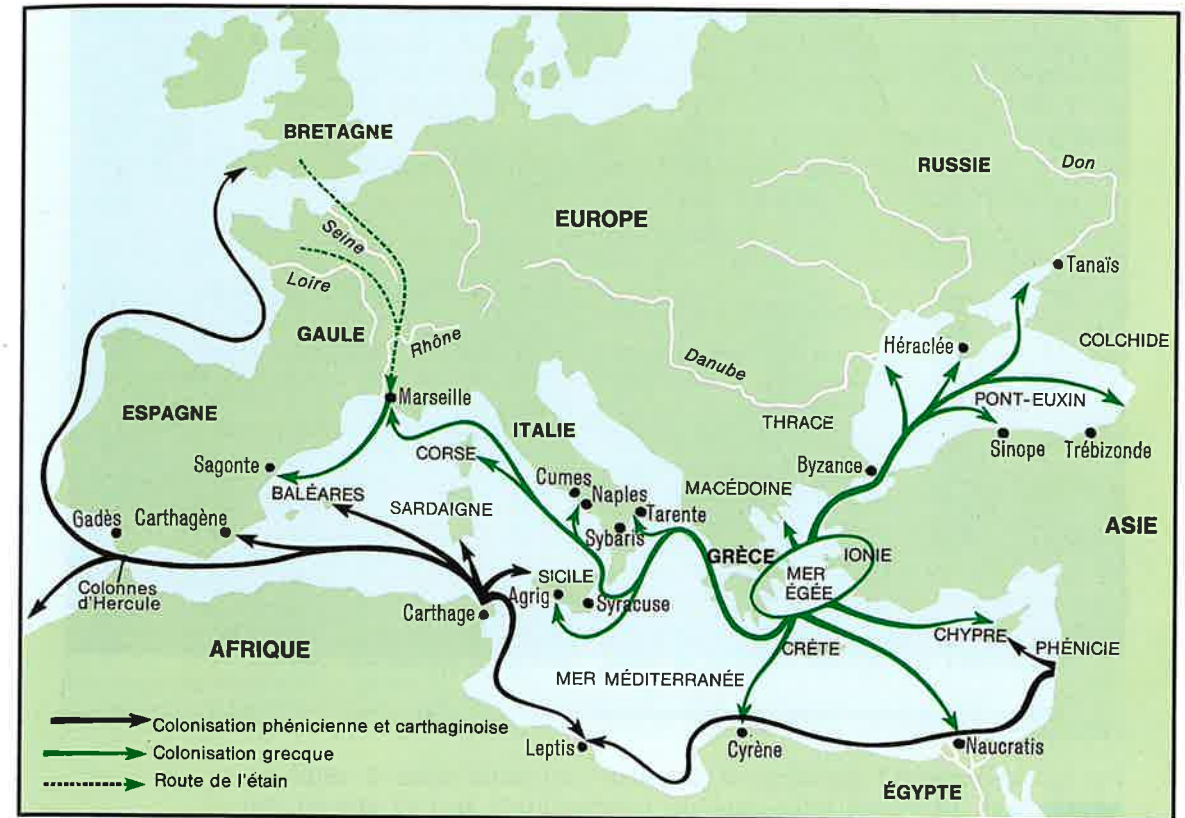 BRETAGNE
RUSSIE
Don
EUROPE
Seine
Loire
Tanaïs
GAULE
Rhône
Héraclée
COLCHIDE
Danube
Marseille
PONT-EUXIN
ESPAGNE
ITALIE
THRACE
CORSE
Sinope
Trébizonde
Sagonte
Byzance
Cumes
BALÉARES
Naples
MACÉDOINE
SARDAIGNE
Tarente
Gadès
Carthagène
Sybaris
ASIE
GRÈCE
IONIE
SICILE
MER
ÉGÉE
Colonnes
d'Hercule
Agrig
Syracuse
Carthage
CHYPRE
PHÉNICIE
AFRIQUE
CRÈTE
MER MÉDITERRANÉE
Colonisation phénicienne et carthaginoise
Colonisation grecque
Leptis
Cyrène
Naucratis
Route de l'étain
ÉGYPTE